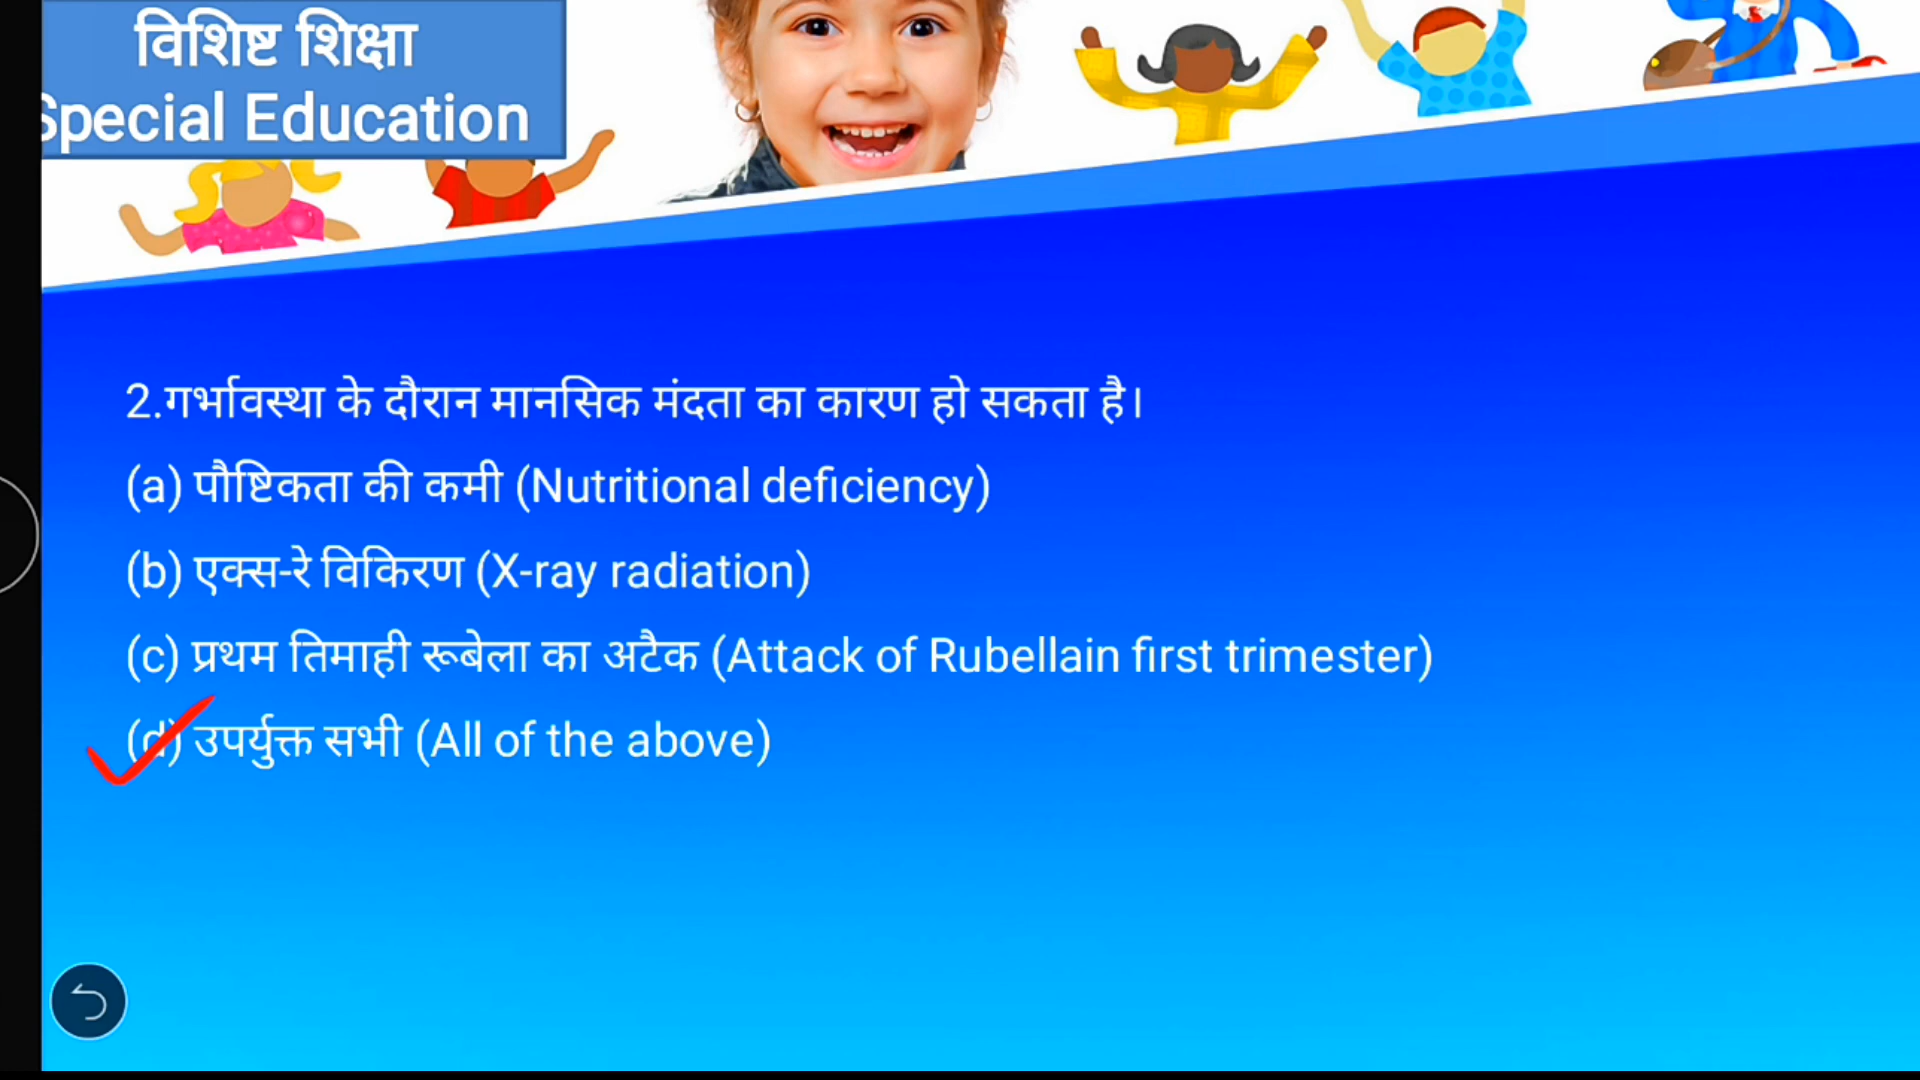 विशिष्ट शिक्षा
Special Education
2.गर्भावस्था के दौरान मानसिक मंदता का कारण हो सकता है।
(a) पौष्टिकता की कमी (Nutritional deficiency)
(b) एक्स-रे विकिरण (X-ray radiation)
(c) प्रथम तिमाही रूबेला का अटैक (Attack of Rubellain first trimester)
(d) उपर्युक्त सभी (All of the above)